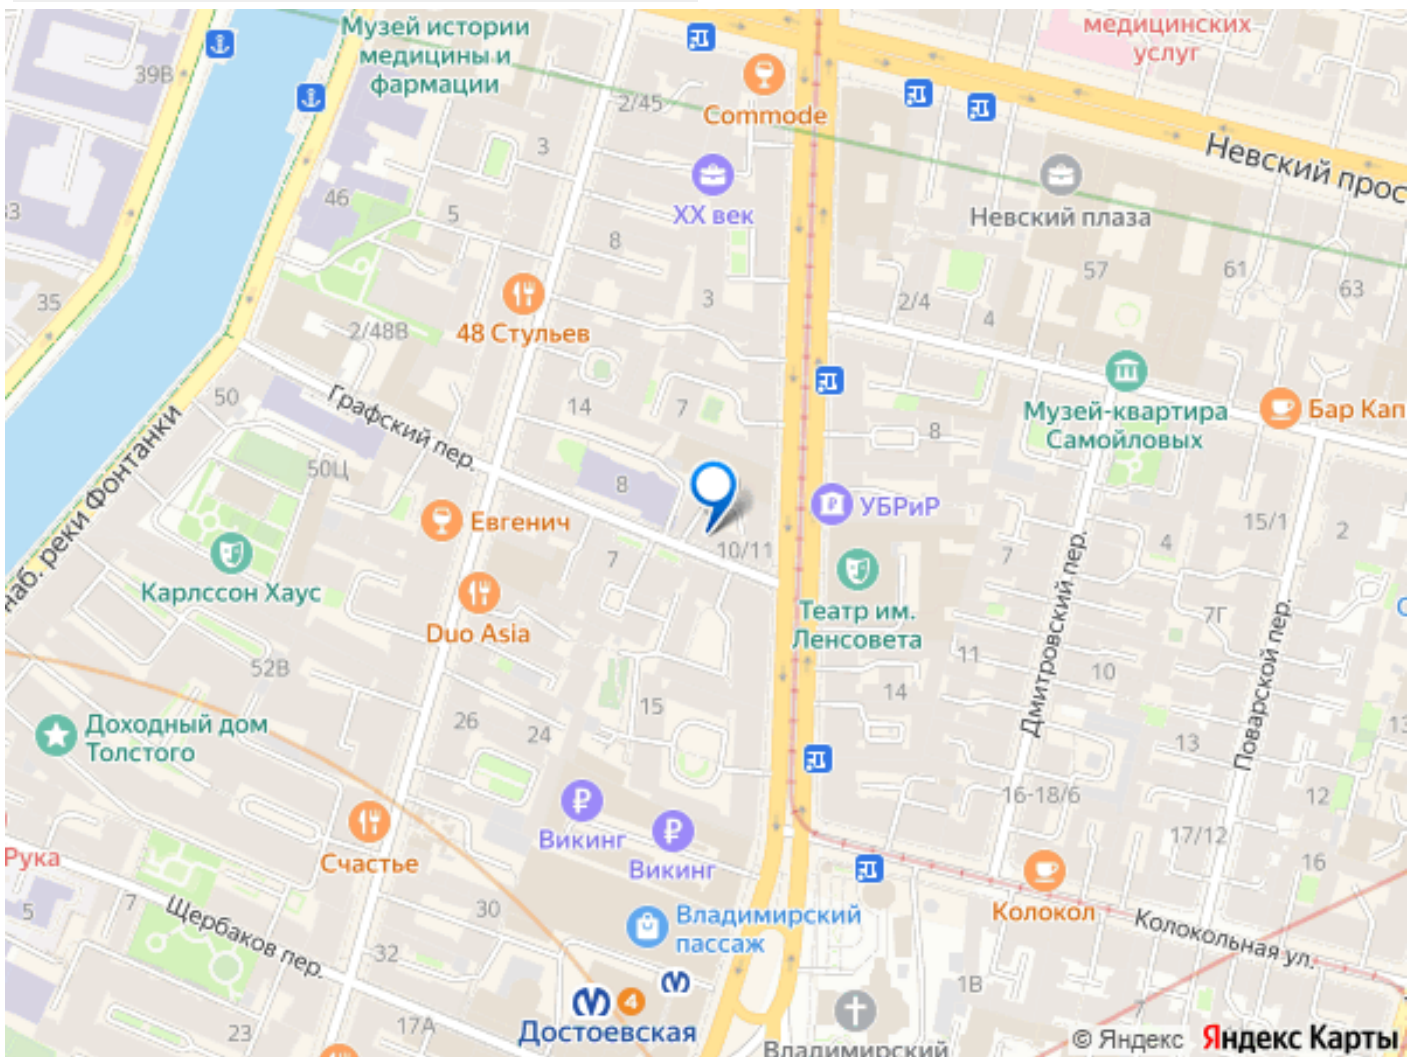 Музей истории
медицины и
фармации
медицинских
услуг
39В
2/45
Commode
3
Невский прос
33
46
5
XX век
Невский плаза
8
57
61
63
35
3
2/4
4
2/48В
48 Стульев
50
Графский пер.
14
7
8
Музей-квартира
Самойловых
Бар Кап
50Ц
8
наб. реки Фонтанки
Евгенич
УБРиР
15/1
2
7
10/11
7
4
Карлссон Хаус
Duo Asia
Театр им.
Ленсовета
Дмитровский пер.
Поварской пер.
7Г
52В
11
10
15
14
Доходный дом
Толстого
26
24
13
13
16-18/6
12
Викинг
Викинг
17/12
16
Рука
Счастье
5
7
Щербаков пер.
30
Владимирский
пассаж
Колокол
Колокольная ул.
32
1В
7
4
Достоевская
23
17А
Владимирский
© Яндекс Яндекс Карты